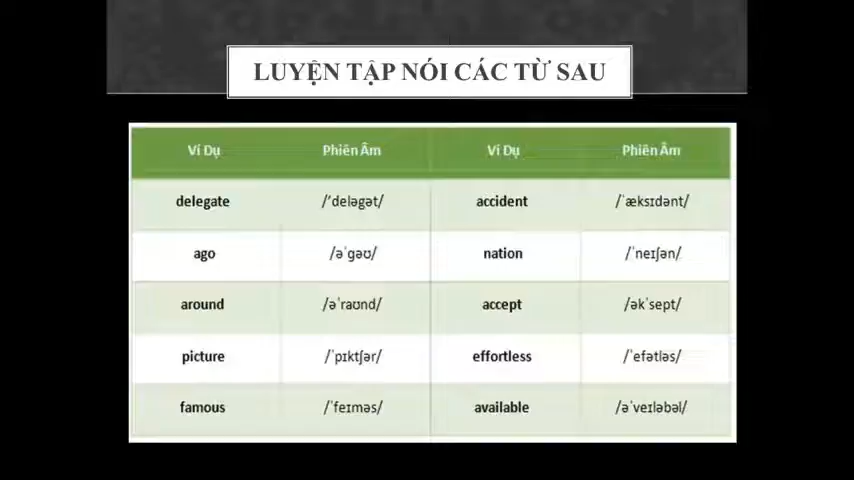 LUYỆN TẬP NÓI CÁC TỪ SAU
Ví Dụ Phiên Âm Ví Dụ Phiên Âm
delegate /ˈdeləgət/ accident /ˈæksɪdənt/
ago /əˈgəʊ/ nation /ˈneɪʃən/
around /əˈraʊnd/ accept /əkˈsept/
picture /ˈpɪktʃər/ effortless /ˈefətləs/
famous /ˈfeɪməs/ available /əˈveɪləbəl/